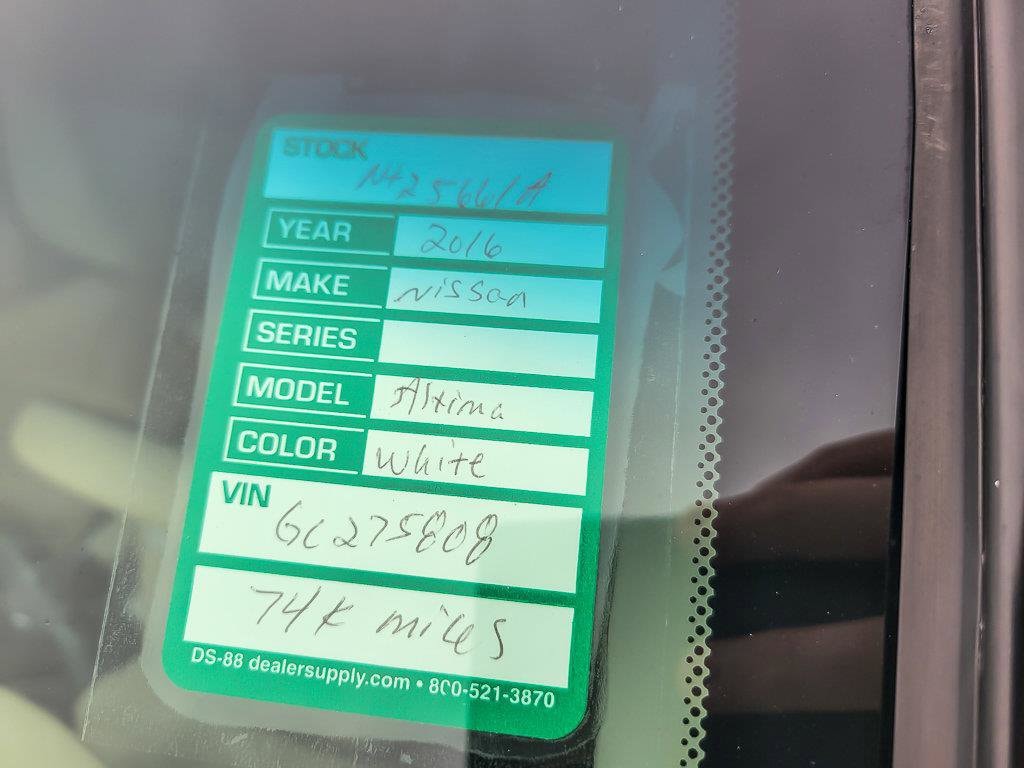 STOCK
N425661A
YEAR 2016
MAKE Nissan
SERIES
MODEL Altima
COLOR White
VIN
GC275808
74K miles
DS-88 dealersupply.com • 800-521-3870